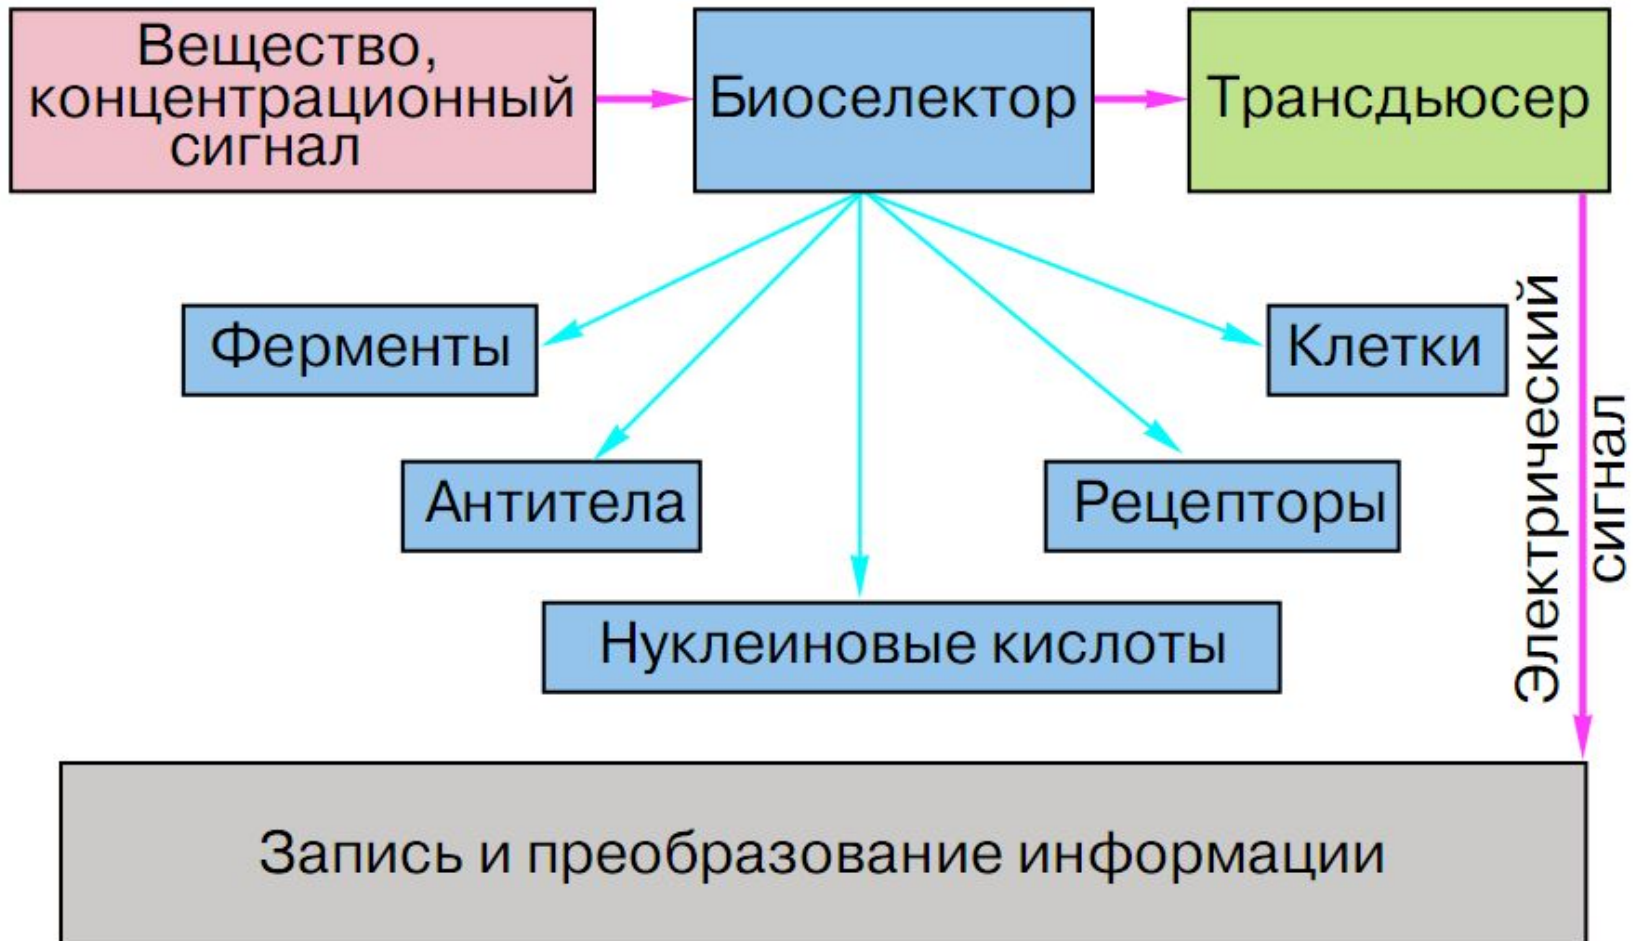 Вещество,
концентрационный
сигнал
Биоселектор
Трансдьюсер
Ферменты
Клетки
Антитела
Рецепторы
Нуклеиновые кислоты
Электрический
сигнал
Запись и преобразование информации